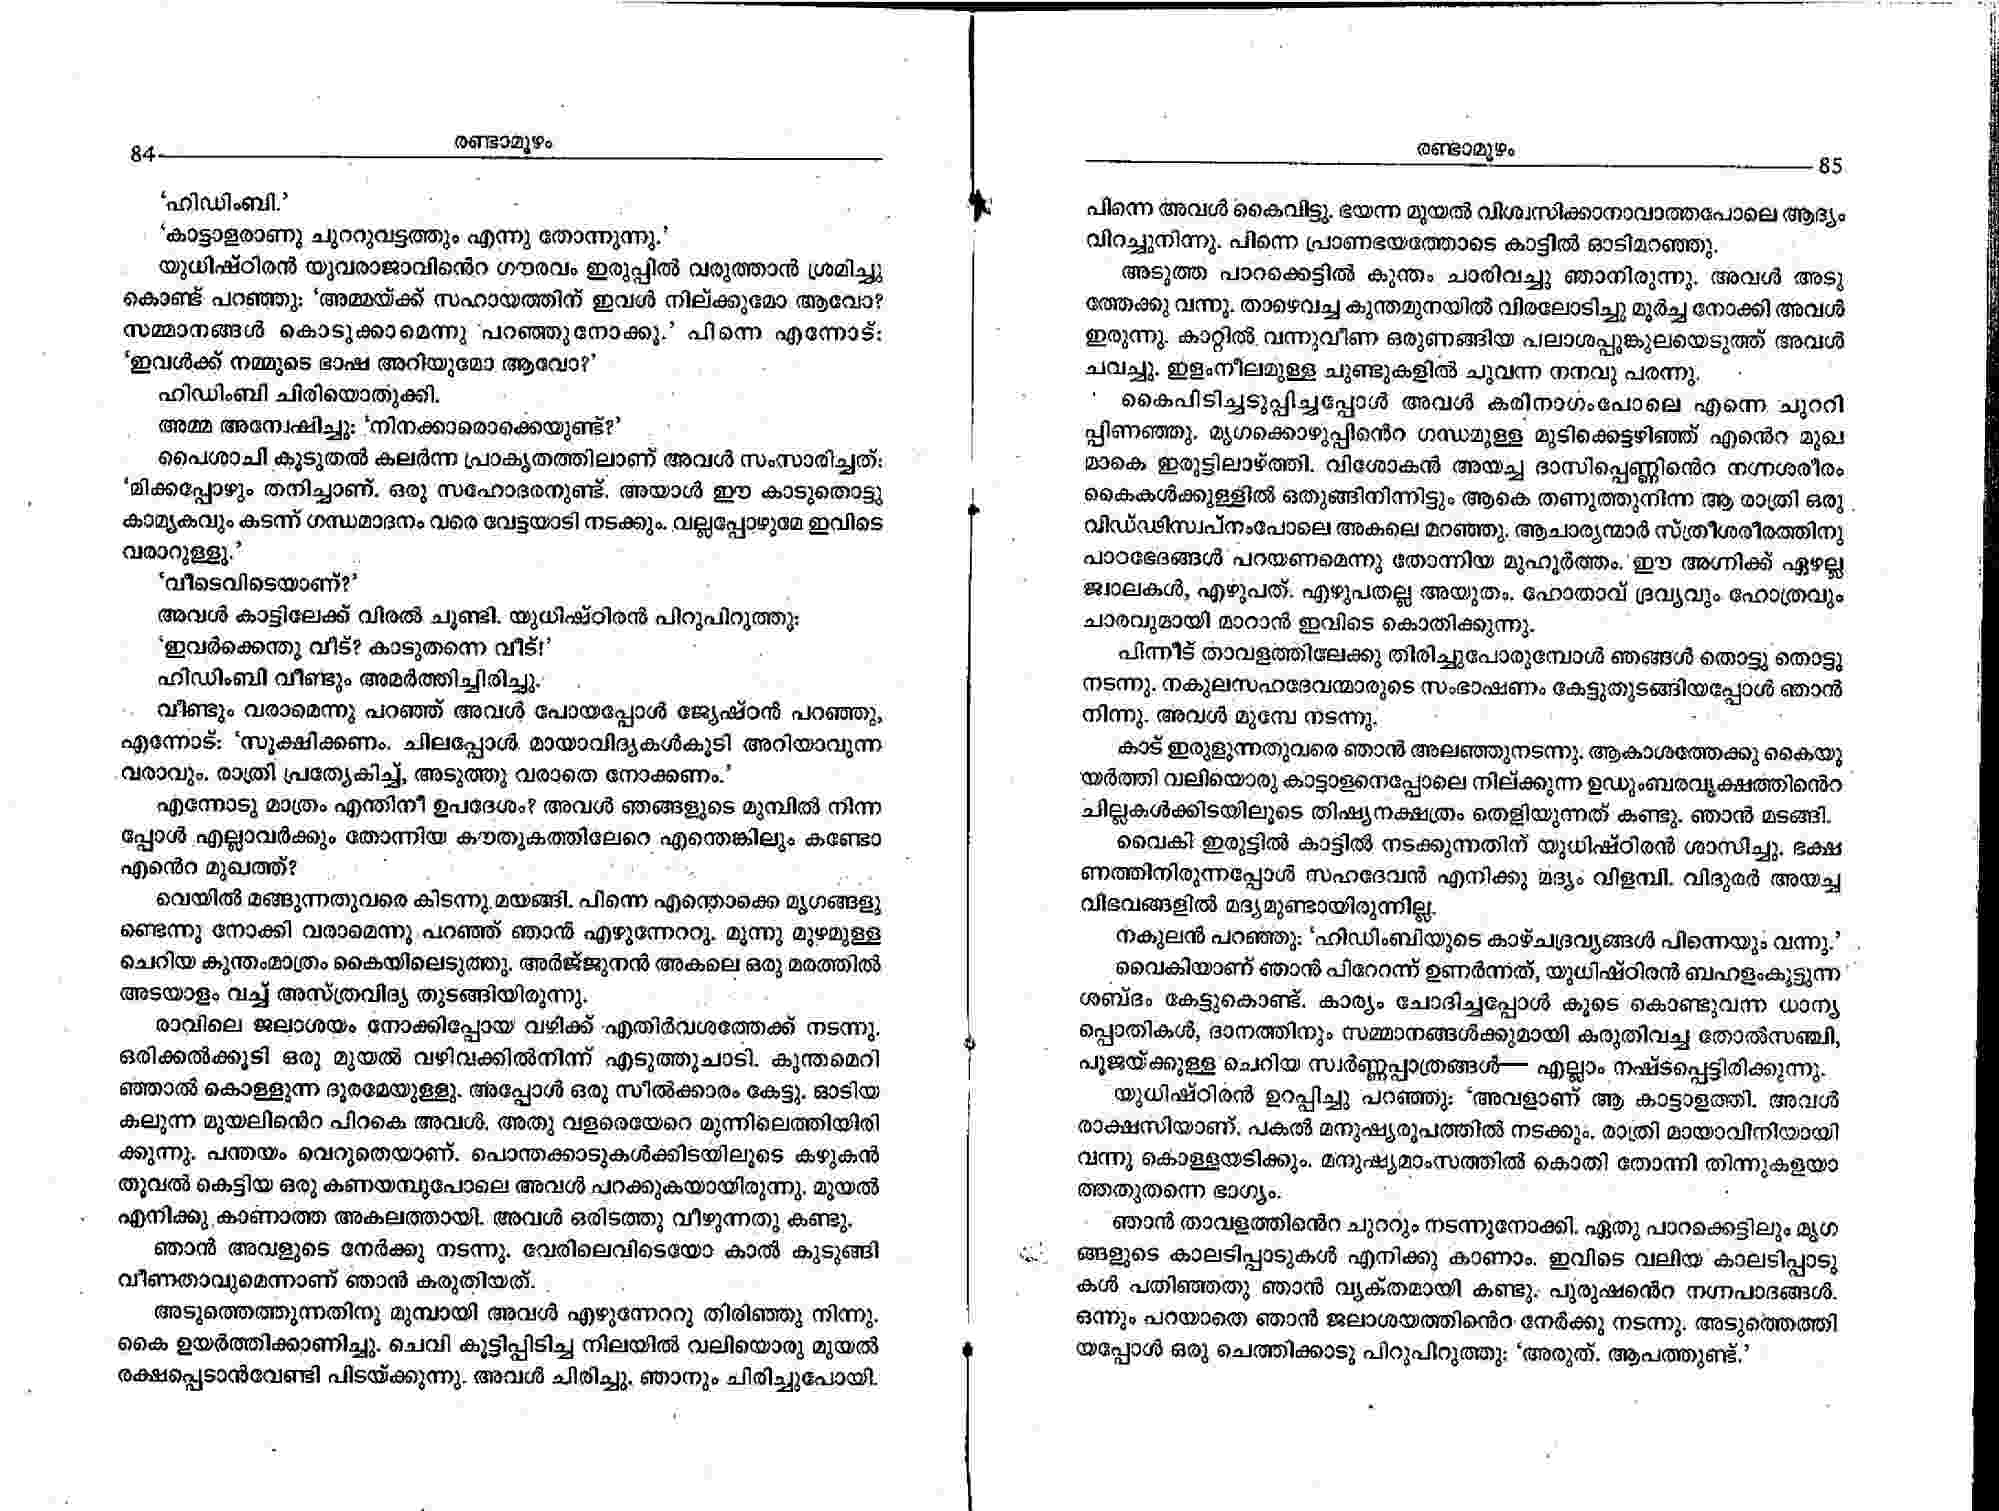 രണ്ടാമൂഴം
84
'ഹിഡിംബി.'
'കാട്ടാളരാണു ചുററുവട്ടത്തും എന്നു തോന്നുന്നു.'
യുധിഷ്ഠിരൻ യുവരാജാവിൻെറ ഗൗരവം ഇരുപ്പിൽ വരുത്താൻ ശ്രമിച്ചു
കൊണ്ട് പറഞ്ഞു: 'അമ്മയ്ക്ക് സഹായത്തിന് ഇവൾ നില്ക്കുമോ ആവോ?
സമ്മാനങ്ങൾ കൊടുക്കാമെന്നു പറഞ്ഞുനോക്കൂ.' പിന്നെ എന്നോട്:
'ഇവൾക്ക് നമ്മുടെ ഭാഷ അറിയുമോ ആവോ?'
ഹിഡിംബി ചിരിയൊതുക്കി.
അമ്മ അന്വേഷിച്ചു: 'നിനക്കാരൊക്കെയുണ്ട്?'
പൈശാചി കൂടുതൽ കലർന്ന പ്രാകൃതത്തിലാണ് അവൾ സംസാരിച്ചത്:
'മിക്കപ്പോഴും തനിച്ചാണ്. ഒരു സഹോദരനുണ്ട്. അയാൾ ഈ കാടുതൊട്ടു
കാമ്യകവും കടന്ന് ഗന്ധമാദനം വരെ വേട്ടയാടി നടക്കും. വല്ലപ്പോഴുമേ ഇവിടെ
വരാറുള്ളു.'
'വീടെവിടെയാണ്?'
അവൾ കാട്ടിലേക്ക് വിരൽ ചൂണ്ടി. യുധിഷ്ഠിരൻ പിറുപിറുത്തു:
'ഇവർക്കെന്തു വീട്? കാടുതന്നെ വീട്!'
ഹിഡിംബി വീണ്ടും അമർത്തിച്ചിരിച്ചു.
വീണ്ടും വരാമെന്നു പറഞ്ഞ് അവൾ പോയപ്പോൾ ജ്യേഷ്ഠൻ പറഞ്ഞു,
എന്നോട്: 'സൂക്ഷിക്കണം. ചിലപ്പോൾ മായാവിദ്യകൾകൂടി അറിയാവുന്ന
വരാവും. രാത്രി പ്രത്യേകിച്ച്, അടുത്തു വരാതെ നോക്കണം.'
എന്നോടു മാത്രം എന്തിനീ ഉപദേശം? അവൾ ഞങ്ങളുടെ മുമ്പിൽ നിന്ന
പ്പോൾ എല്ലാവർക്കും തോന്നിയ കൗതുകത്തിലേറെ എന്തെങ്കിലും കണ്ടോ
എൻെറ മുഖത്ത്?
വെയിൽ മങ്ങുന്നതുവരെ കിടന്നു മയങ്ങി. പിന്നെ എന്തൊക്കെ മൃഗങ്ങളു
ണ്ടെന്നു നോക്കി വരാമെന്നു പറഞ്ഞ് ഞാൻ എഴുന്നേററു. മൂന്നു മുഴമുള്ള
ചെറിയ കുന്തംമാത്രം കൈയിലെടുത്തു. അർജ്ജുനൻ അകലെ ഒരു മരത്തിൽ
അടയാളം വച്ച് അസ്ത്രവിദ്യ തുടങ്ങിയിരുന്നു.
രാവിലെ ജലാശയം നോക്കിപ്പോയ വഴിക്ക് എതിർവശത്തേക്ക് നടന്നു.
ഒരിക്കൽക്കൂടി ഒരു മുയൽ വഴിവക്കിൽനിന്ന് എടുത്തുചാടി. കുന്തമെറി
ഞ്ഞാൽ കൊള്ളുന്ന ദൂരമേയുള്ളു. അപ്പോൾ ഒരു സീൽക്കാരം കേട്ടു. ഓടിയ
കലുന്ന മുയലിൻെറ പിറകെ അവൾ. അതു വളരെയേറെ മുന്നിലെത്തിയിരി
ക്കുന്നു. പന്തയം വെറുതെയാണ്. പൊന്തക്കാടുകൾക്കിടയിലൂടെ കഴുകൻ
തൂവൽ കെട്ടിയ ഒരു കണയമ്പുപോലെ അവൾ പറക്കുകയായിരുന്നു. മുയൽ
എനിക്കു കാണാത്ത അകലത്തായി. അവൾ ഒരിടത്തു വീഴുന്നതു കണ്ടു.
ഞാൻ അവളുടെ നേർക്കു നടന്നു. വേരിലെവിടെയോ കാൽ കുടുങ്ങി
വീണതാവുമെന്നാണ് ഞാൻ കരുതിയത്.
അടുത്തെത്തുന്നതിനു മുമ്പായി അവൾ എഴുന്നേററു തിരിഞ്ഞു നിന്നു.
കൈ ഉയർത്തിക്കാണിച്ചു. ചെവി കൂട്ടിപ്പിടിച്ച നിലയിൽ വലിയൊരു മുയൽ
രക്ഷപ്പെടാൻവേണ്ടി പിടയ്ക്കുന്നു. അവൾ ചിരിച്ചു. ഞാനും ചിരിച്ചുപോയി.
രണ്ടാമൂഴം
85
പിന്നെ അവൾ കൈവിട്ടു. ഭയന്ന മുയൽ വിശ്വസിക്കാനാവാത്തപോലെ ആദ്യം
വിറച്ചുനിന്നു. പിന്നെ പ്രാണഭയത്തോടെ കാട്ടിൽ ഓടിമറഞ്ഞു.
അടുത്ത പാറക്കെട്ടിൽ കുന്തം ചാരിവച്ചു ഞാനിരുന്നു. അവൾ അടു
ത്തേക്കു വന്നു. താഴെവച്ച കുന്തമുനയിൽ വിരലോടിച്ചു മൂർച്ച നോക്കി അവൾ
ഇരുന്നു. കാറ്റിൽ വന്നുവീണ ഒരുണങ്ങിയ പലാശപ്പൂങ്കുലയെടുത്ത് അവൾ
ചവച്ചു. ഇളംനീലമുള്ള ചുണ്ടുകളിൽ ചുവന്ന നനവു പരന്നു.
കൈപിടിച്ചടുപ്പിച്ചപ്പോൾ അവൾ കരിനാഗംപോലെ എന്നെ ചുററി
പ്പിണഞ്ഞു. മൃഗക്കൊഴുപ്പിൻെറ ഗന്ധമുള്ള മുടിക്കെട്ടഴിഞ്ഞ് എൻെറ മുഖ
മാകെ ഇരുട്ടിലാഴ്ത്തി. വിശോകൻ അയച്ച ദാസിപ്പെണ്ണിൻെറ നഗ്നശരീരം
കൈകൾക്കുള്ളിൽ ഒതുങ്ങിനിന്നിട്ടും ആകെ തണുത്തുനിന്ന ആ രാത്രി ഒരു
വിഡ്ഢിസ്വപ്നംപോലെ അകലെ മറഞ്ഞു. ആചാര്യന്മാർ സ്ത്രീശരീരത്തിനു
പാഠഭേദങ്ങൾ പറയണമെന്നു തോന്നിയ മുഹൂർത്തം. ഈ അഗ്നിക്ക് ഏഴല്ല
ജ്വാലകൾ, എഴുപത്. എഴുപതല്ല അയുതം. ഹോതാവ് ദ്രവ്യവും ഹോത്രവും
ചാരവുമായി മാറാൻ ഇവിടെ കൊതിക്കുന്നു.
പിന്നീട് താവളത്തിലേക്കു തിരിച്ചുപോരുമ്പോൾ ഞങ്ങൾ തൊട്ടു തൊട്ടു
നടന്നു. നകുലസഹദേവന്മാരുടെ സംഭാഷണം കേട്ടുതുടങ്ങിയപ്പോൾ ഞാൻ
നിന്നു. അവൾ മുമ്പേ നടന്നു.
കാട് ഇരുളുന്നതുവരെ ഞാൻ അലഞ്ഞുനടന്നു. ആകാശത്തേക്കു കൈയു
യർത്തി വലിയൊരു കാട്ടാളനെപ്പോലെ നില്ക്കുന്ന ഉഡുംബരവൃക്ഷത്തിൻെറ
ചില്ലകൾക്കിടയിലൂടെ തിഷ്യനക്ഷത്രം തെളിയുന്നത് കണ്ടു. ഞാൻ മടങ്ങി.
വൈകി ഇരുട്ടിൽ കാട്ടിൽ നടക്കുന്നതിന് യുധിഷ്ഠിരൻ ശാസിച്ചു. ഭക്ഷ
ണത്തിനിരുന്നപ്പോൾ സഹദേവൻ എനിക്കു മദ്യം വിളമ്പി. വിദുരർ അയച്ച
വിഭവങ്ങളിൽ മദ്യമുണ്ടായിരുന്നില്ല.
നകുലൻ പറഞ്ഞു: 'ഹിഡിംബിയുടെ കാഴ്ചദ്രവ്യങ്ങൾ പിന്നെയും വന്നു.'
വൈകിയാണ് ഞാൻ പിറേറന്ന് ഉണർന്നത്, യുധിഷ്ഠിരൻ ബഹളംകൂട്ടുന്ന
ശബ്ദം കേട്ടുകൊണ്ട്. കാര്യം ചോദിച്ചപ്പോൾ കൂടെ കൊണ്ടുവന്ന ധാന്യ
പ്പൊതികൾ, ദാനത്തിനും സമ്മാനങ്ങൾക്കുമായി കരുതിവച്ച തോൽസഞ്ചി,
പൂജയ്ക്കുള്ള ചെറിയ സ്വർണ്ണപ്പാത്രങ്ങൾ— എല്ലാം നഷ്ടപ്പെട്ടിരിക്കുന്നു.
യുധിഷ്ഠിരൻ ഉറപ്പിച്ചു പറഞ്ഞു: 'അവളാണ് ആ കാട്ടാളത്തി. അവൾ
രാക്ഷസിയാണ്. പകൽ മനുഷ്യരൂപത്തിൽ നടക്കും. രാത്രി മായാവിനിയായി
വന്നു കൊള്ളയടിക്കും. മനുഷ്യമാംസത്തിൽ കൊതി തോന്നി തിന്നുകളയാ
ത്തതുതന്നെ ഭാഗ്യം.
ഞാൻ താവളത്തിൻെറ ചുററും നടന്നുനോക്കി. ഏതു പാറക്കെട്ടിലും മൃഗ
ങ്ങളുടെ കാലടിപ്പാടുകൾ എനിക്കു കാണാം. ഇവിടെ വലിയ കാലടിപ്പാടു
കൾ പതിഞ്ഞതു ഞാൻ വ്യക്തമായി കണ്ടു. പുരുഷൻെറ നഗ്നപാദങ്ങൾ.
ഒന്നും പറയാതെ ഞാൻ ജലാശയത്തിൻെറ നേർക്കു നടന്നു. അടുത്തെത്തി
യപ്പോൾ ഒരു ചെത്തിക്കാടു പിറുപിറുത്തു: 'അരുത്. ആപത്തുണ്ട്.'